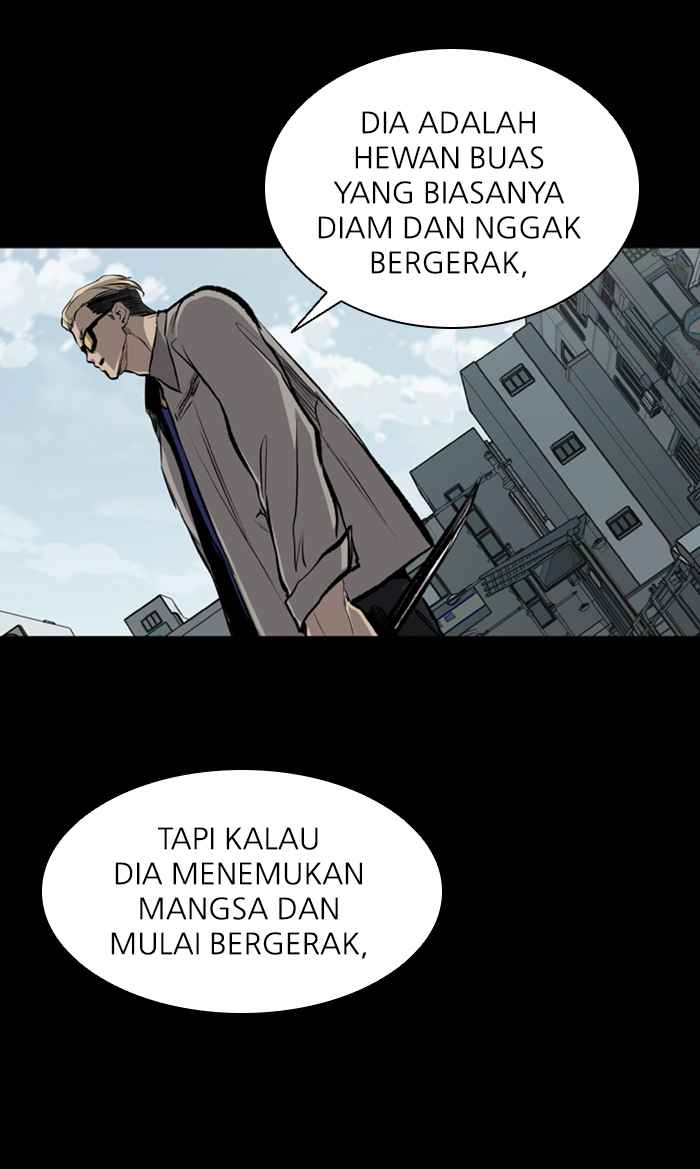 DIA ADALAH
HEWAN BUAS
YANG BIASANYA
DIAM DAN NGGAK
BERGERAK,
TAPI KALAU
DIA MENEMUKAN
MANGSA DAN
MULAI BERGERAK,